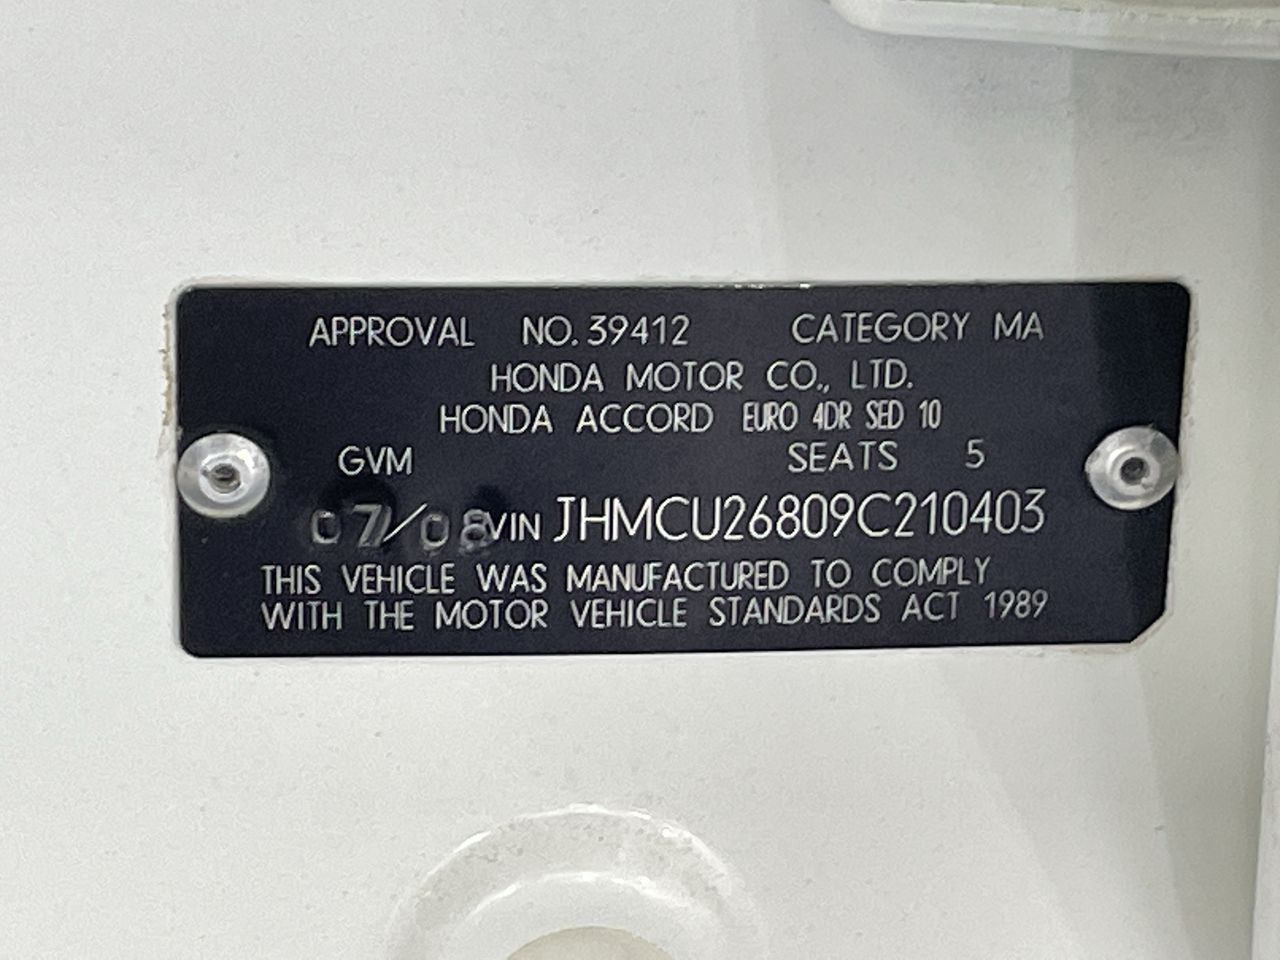 APPROVAL NO. 39412 CATEGORY MA
HONDA MOTOR CO., LTD.
HONDA ACCORD EURO 4DR SED 10
GVM SEATS 5
07/08 VIN JHMCU26809C210403
THIS VEHICLE WAS MANUFACTURED TO COMPLY
WITH THE MOTOR VEHICLE STANDARDS ACT 1989